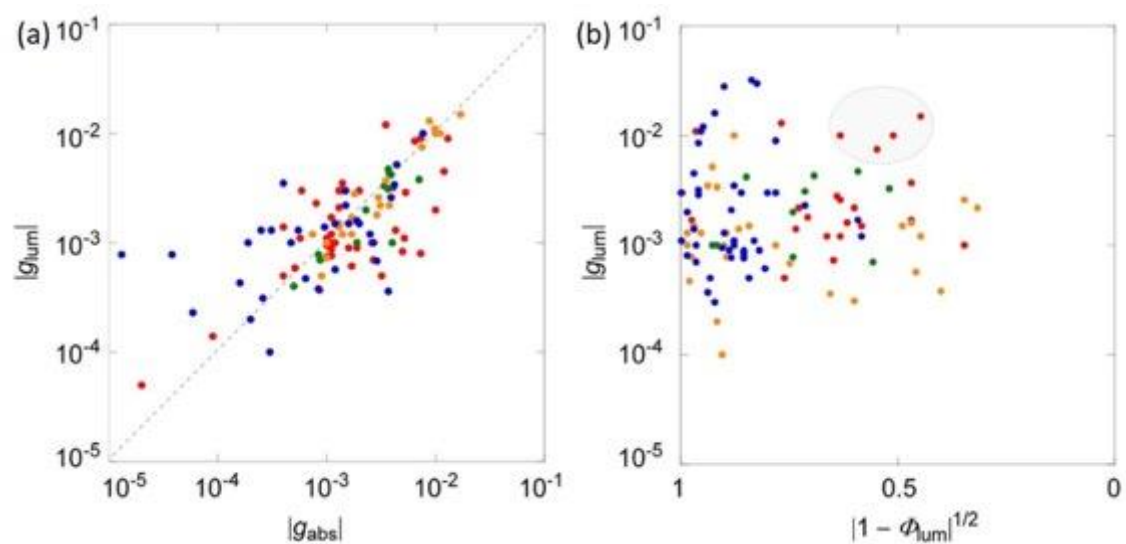 (a)
|g_lum|
10⁻¹
10⁻²
10⁻³
10⁻⁴
10⁻⁵
10⁻⁵ 10⁻⁴ 10⁻³ 10⁻² 10⁻¹
|g_abs|
(b)
|g_lum|
10⁻¹
10⁻²
10⁻³
10⁻⁴
10⁻⁵
1 0.5 0
|1 − Φ_lum|^1/2